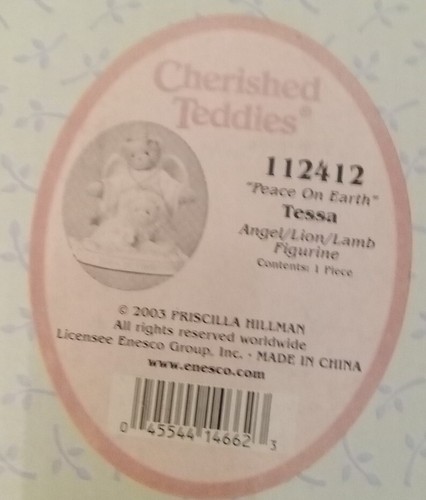 Cherished
Teddies®
112412
"Peace On Earth"
Tessa
Angel/Lion/Lamb
Figurine
Contents: 1 Piece
© 2003 PRISCILLA HILLMAN
All rights reserved worldwide
Licensee Enesco Group, Inc. • MADE IN CHINA
www.enesco.com
0 45544 14662 3